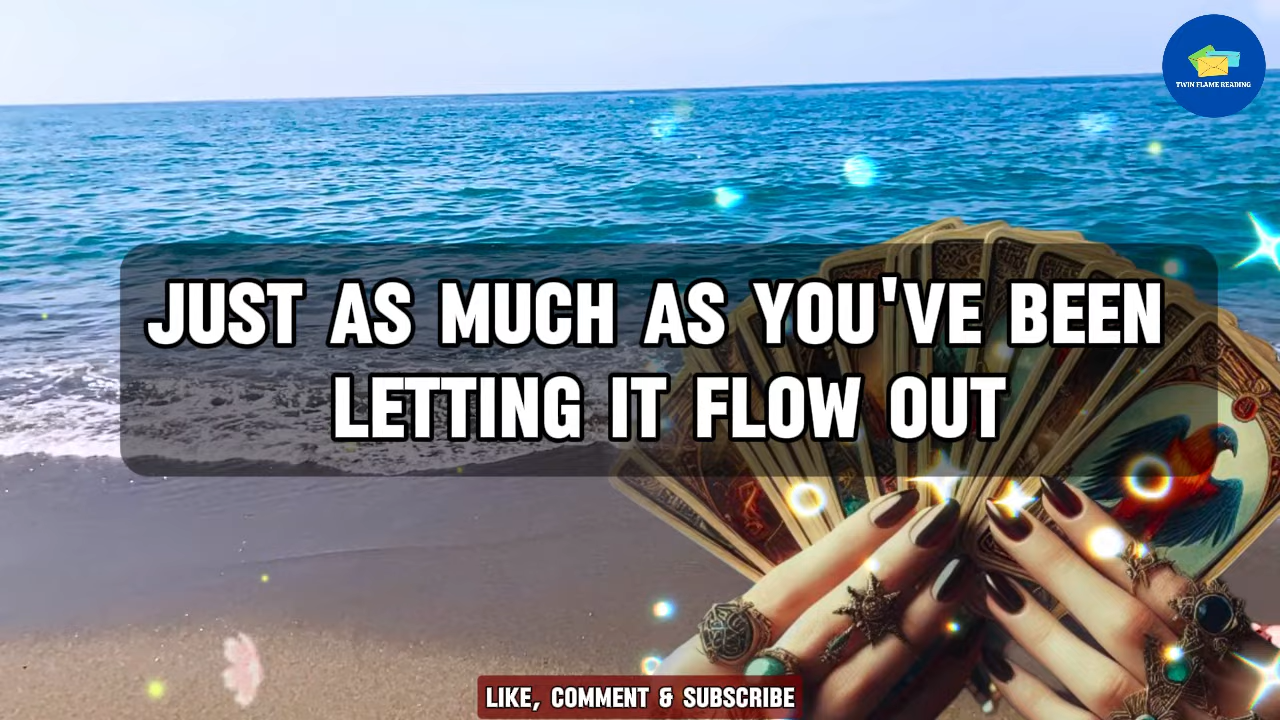 TWIN FLAME READING
JUST AS MUCH AS YOU'VE BEEN
LETTING IT FLOW OUT
LIKE, COMMENT & SUBSCRIBE